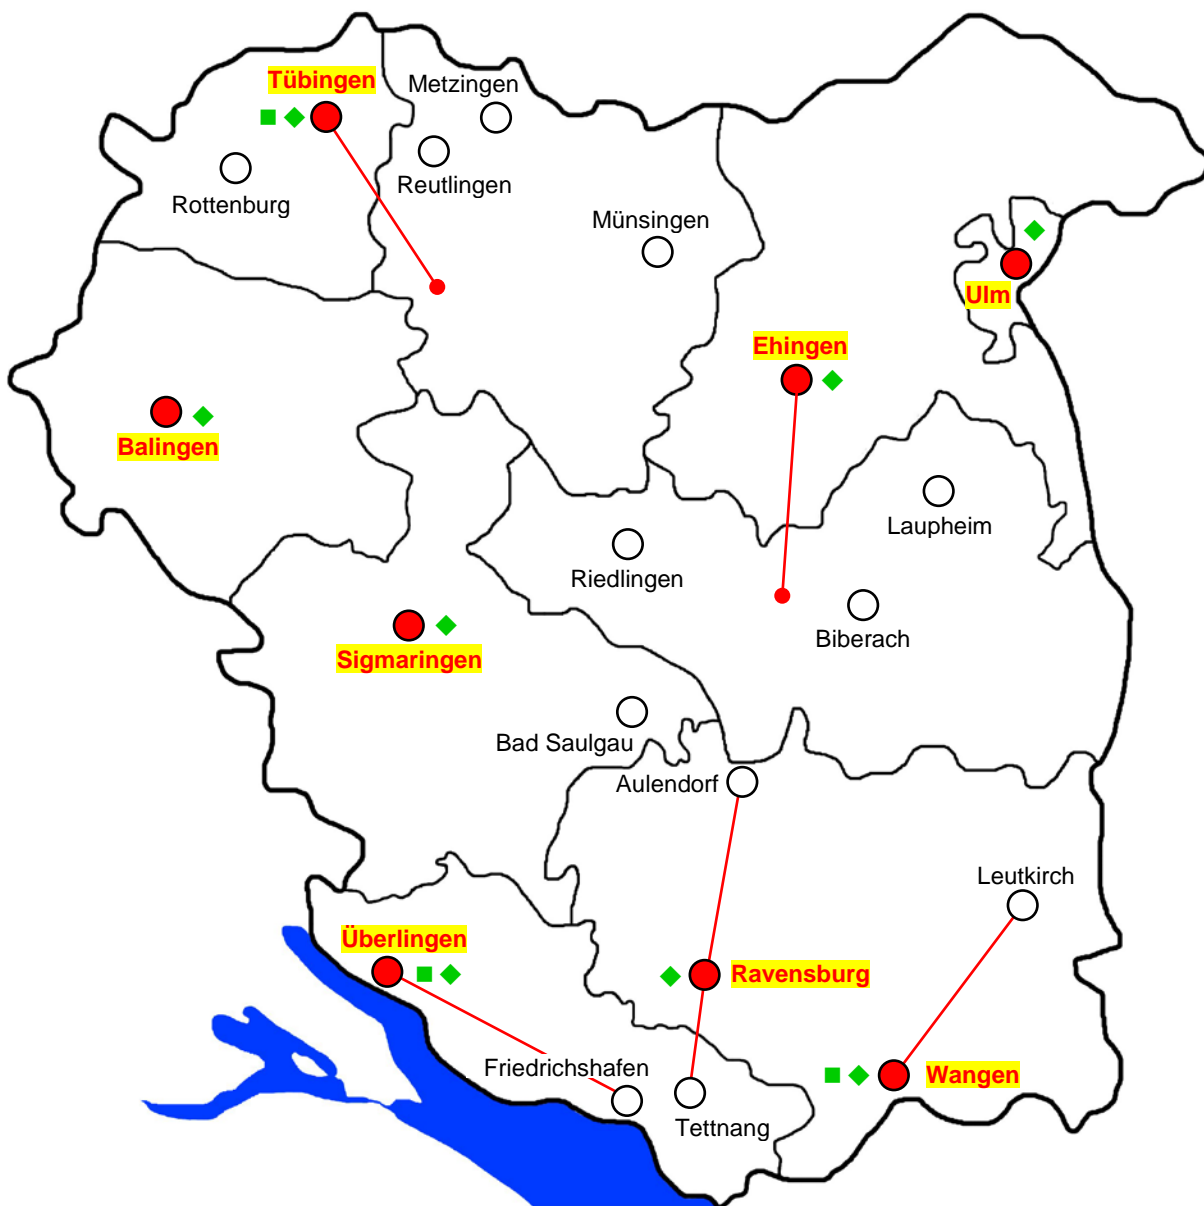 Tübingen
Metzingen
Reutlingen
Rottenburg
Münsingen
Ulm
Ehingen
Balingen
Laupheim
Riedlingen
Biberach
Sigmaringen
Bad Saulgau
Aulendorf
Leutkirch
Überlingen
Ravensburg
Friedrichshafen
Wangen
Tettnang